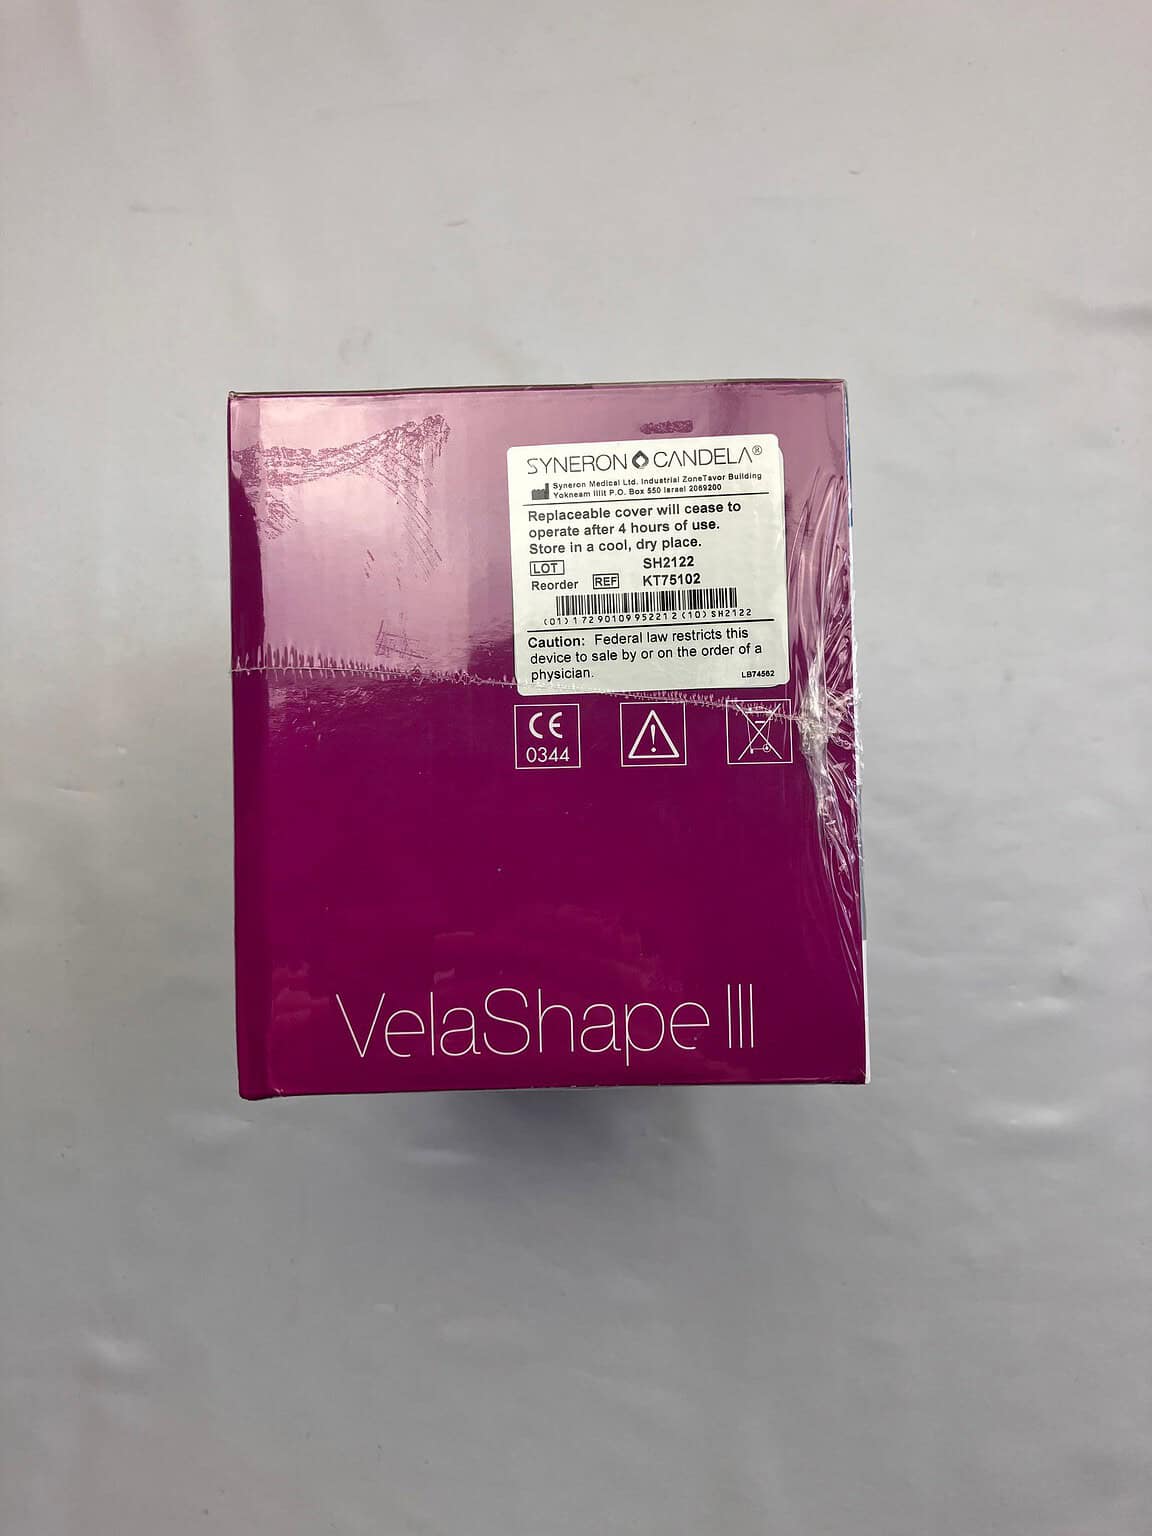 SYNERON CANDELA®
Syneron Medical Ltd. Industrial ZoneTavor Building
Yokneam Illit P.O. Box 550 Israel 2069200
Replaceable cover will cease to
operate after 4 hours of use.
Store in a cool, dry place.
LOT SH2122
Reorder REF KT75102
(01)17290109952212(10)SH2122
Caution: Federal law restricts this
device to sale by or on the order of a
physician.
LB74562
CE
0344
VelaShape III